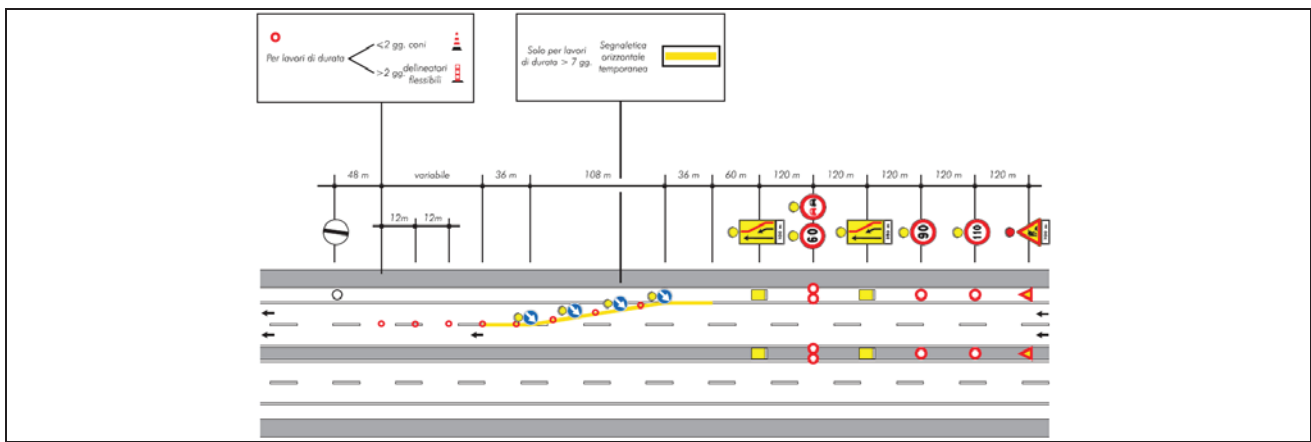 Per lavori di durata
<2 gg. coni
>2 gg. delineatori
flessibili
Solo per lavori
di durata > 7 gg.
Segnaletica
orizzontale
temporanea
48 m
variabile
36 m
108 m
36 m
60 m
120 m
120 m
120 m
120 m
120 m
12m
12m
60
90
110